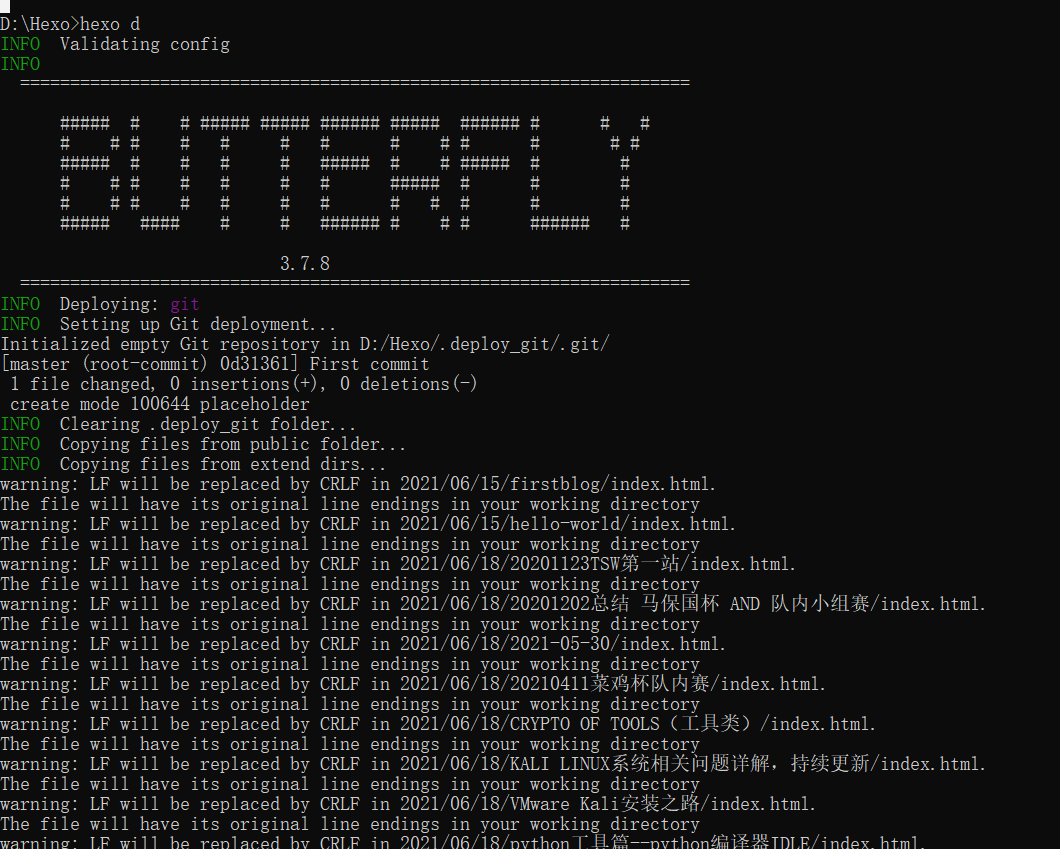 D:\Hexo>hexo d
INFO  Validating config
INFO
===================================================================
BUTTERFLY
3.7.8
===================================================================
INFO  Deploying: git
INFO  Setting up Git deployment...
Initialized empty Git repository in D:/Hexo/.deploy_git/.git/
[master (root-commit) 0d31361] First commit
 1 file changed, 0 insertions(+), 0 deletions(-)
 create mode 100644 placeholder
INFO  Clearing .deploy_git folder...
INFO  Copying files from public folder...
INFO  Copying files from extend dirs...
warning: LF will be replaced by CRLF in 2021/06/15/firstblog/index.html.
The file will have its original line endings in your working directory
warning: LF will be replaced by CRLF in 2021/06/15/hello-world/index.html.
The file will have its original line endings in your working directory
warning: LF will be replaced by CRLF in 2021/06/18/20201123TSW第一站/index.html.
The file will have its original line endings in your working directory
warning: LF will be replaced by CRLF in 2021/06/18/20201202总结 马保国杯 AND 队内小组赛/index.html.
The file will have its original line endings in your working directory
warning: LF will be replaced by CRLF in 2021/06/18/2021-05-30/index.html.
The file will have its original line endings in your working directory
warning: LF will be replaced by CRLF in 2021/06/18/20210411菜鸡杯队内赛/index.html.
The file will have its original line endings in your working directory
warning: LF will be replaced by CRLF in 2021/06/18/CRYPTO OF TOOLS（工具类）/index.html.
The file will have its original line endings in your working directory
warning: LF will be replaced by CRLF in 2021/06/18/KALI LINUX系统相关问题详解，持续更新/index.html.
The file will have its original line endings in your working directory
warning: LF will be replaced by CRLF in 2021/06/18/VMware Kali安装之路/index.html.
The file will have its original line endings in your working directory
warning: LF will be replaced by CRLF in 2021/06/18/python工具篇--python编译器IDLE/index.html.